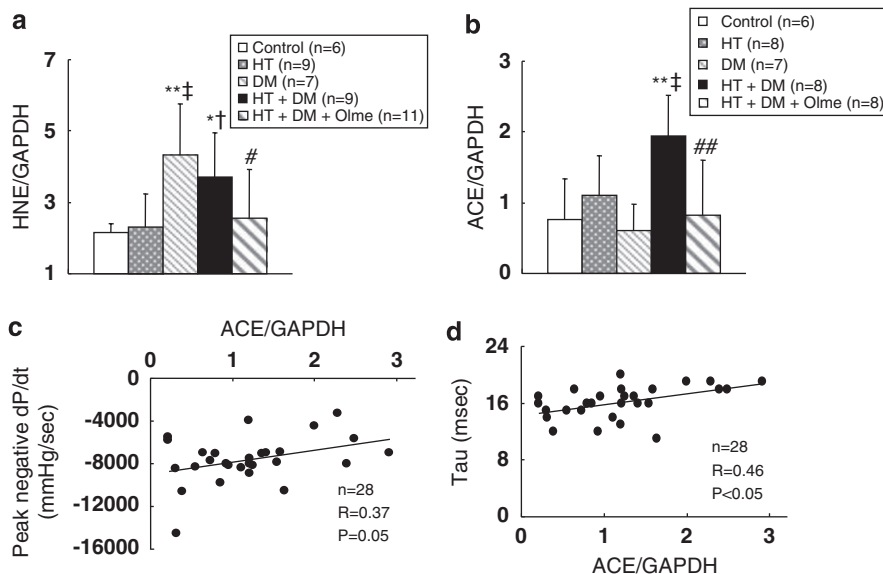 a
Control (n=6)
HT (n=9)
DM (n=7)
HT + DM (n=9)
HT + DM + Olme (n=11)
HNE/GAPDH
7
5
3
1
**‡
*†
#
b
Control (n=6)
HT (n=8)
DM (n=7)
HT + DM (n=8)
HT + DM + Olme (n=8)
ACE/GAPDH
3
2
1
0
**‡
##
c
ACE/GAPDH
0
1
2
3
Peak negative dP/dt
(mmHg/sec)
0
-4000
-8000
-12000
-16000
n=28
R=0.37
P=0.05
d
Tau (msec)
24
16
8
0
n=28
R=0.46
P<0.05
0
1
2
3
ACE/GAPDH